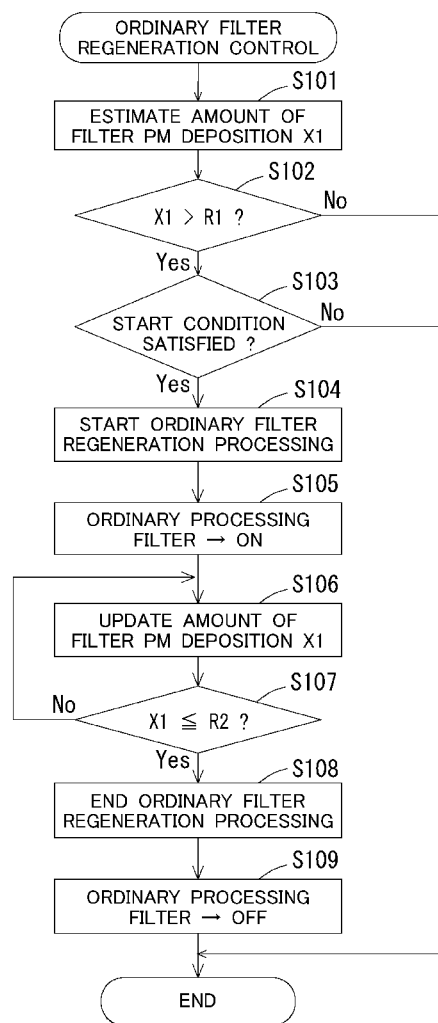 ORDINARY FILTER
REGENERATION CONTROL
S101
ESTIMATE AMOUNT OF
FILTER PM DEPOSITION X1
S102
X1 > R1 ?
No
Yes
S103
START CONDITION
SATISFIED ?
No
Yes
S104
START ORDINARY FILTER
REGENERATION PROCESSING
S105
ORDINARY PROCESSING
FILTER → ON
S106
UPDATE AMOUNT OF
FILTER PM DEPOSITION X1
S107
No
X1 ≦ R2 ?
Yes
S108
END ORDINARY FILTER
REGENERATION PROCESSING
S109
ORDINARY PROCESSING
FILTER → OFF
END